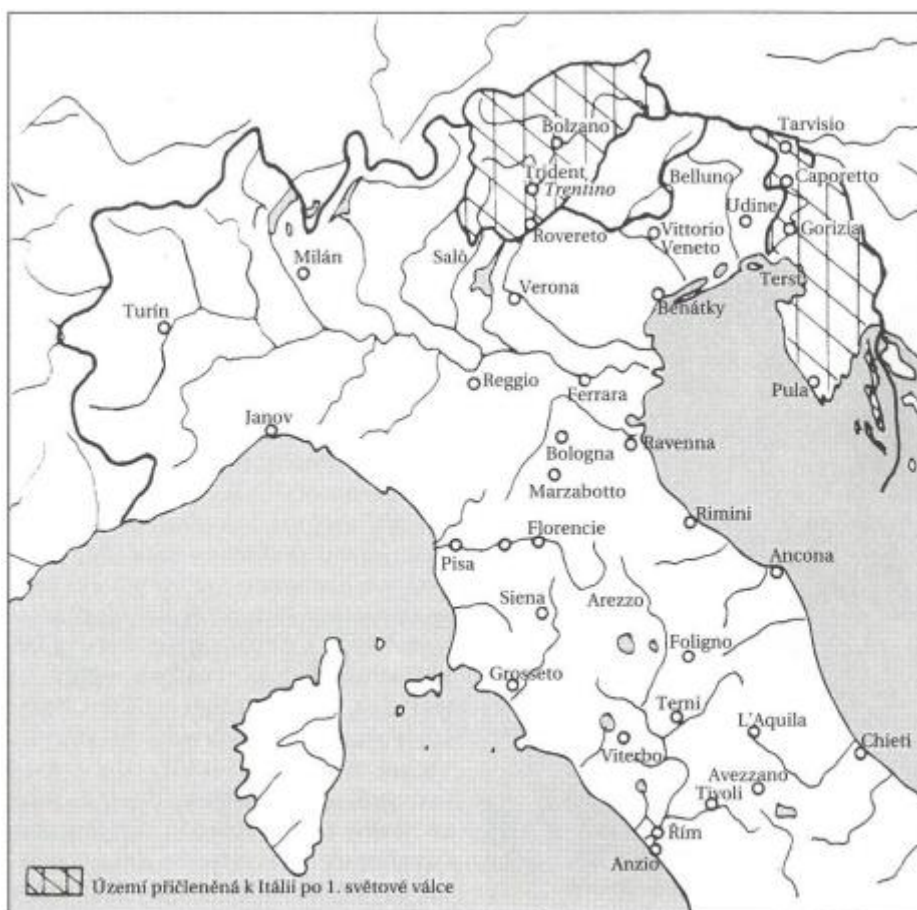 Tarvisio
Bolzano
Caporetto
Trident
Trentino
Belluno
Udine
Gorizia
Rovereto
Vittorio
Veneto
Milán
Salò
Terst
Verona
Benátky
Turín
Reggio
Ferrara
Pula
Janov
Bologna
Ravenna
Marzabotto
Rimini
Florencie
Pisa
Ancona
Siena
Arezzo
Foligno
Grosseto
Terni
L'Aquila
Viterbo
Chieti
Avezzano
Tivoli
Řím
Anzio
Území přičleněná k Itálii po 1. světové válce